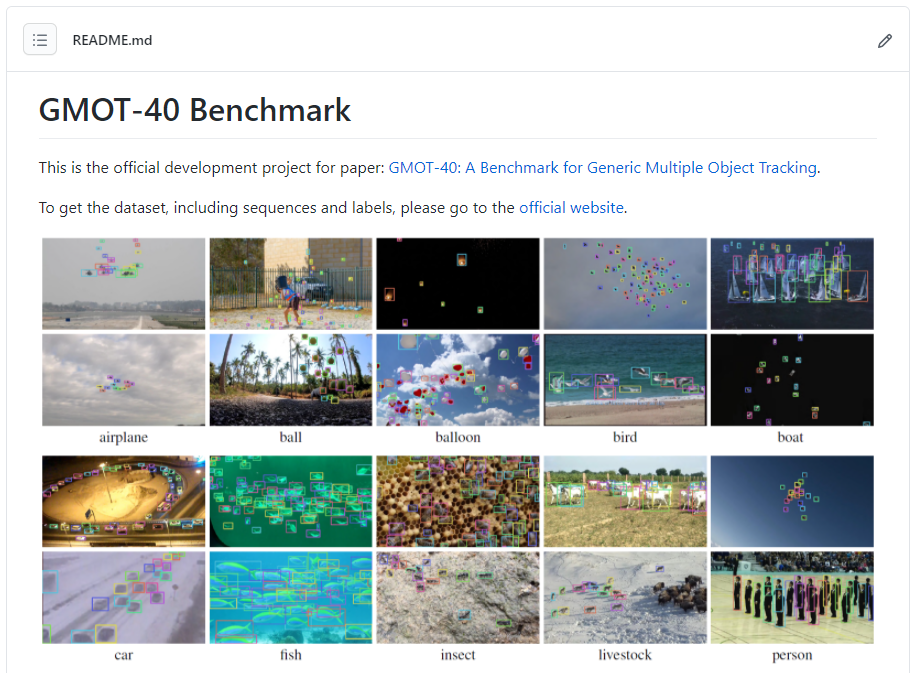 README.md
GMOT-40 Benchmark
This is the official development project for paper: GMOT-40: A Benchmark for Generic Multiple Object Tracking.
To get the dataset, including sequences and labels, please go to the official website.
airplane ball balloon bird boat
car fish insect livestock person